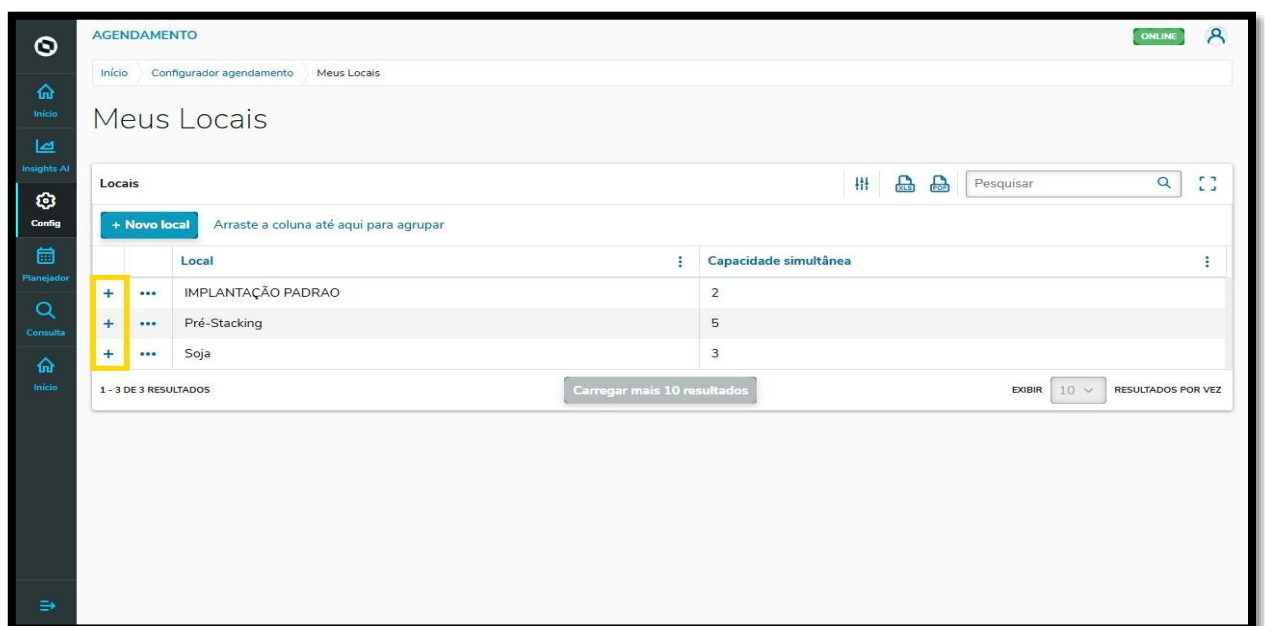 AGENDAMENTO
ONLINE
Início
Configurador agendamento
Meus Locais
Início
Insights AI
Config
Planejador
Consulta
Início
Meus Locais
Locais
XLS
PDF
Pesquisar
+ Novo local
Arraste a coluna até aqui para agrupar
Local
Capacidade simultânea
+ ••• IMPLANTAÇÃO PADRAO 2
+ ••• Pré-Stacking 5
+ ••• Soja 3
1 - 3 DE 3 RESULTADOS
Carregar mais 10 resultados
EXIBIR 10 RESULTADOS POR VEZ